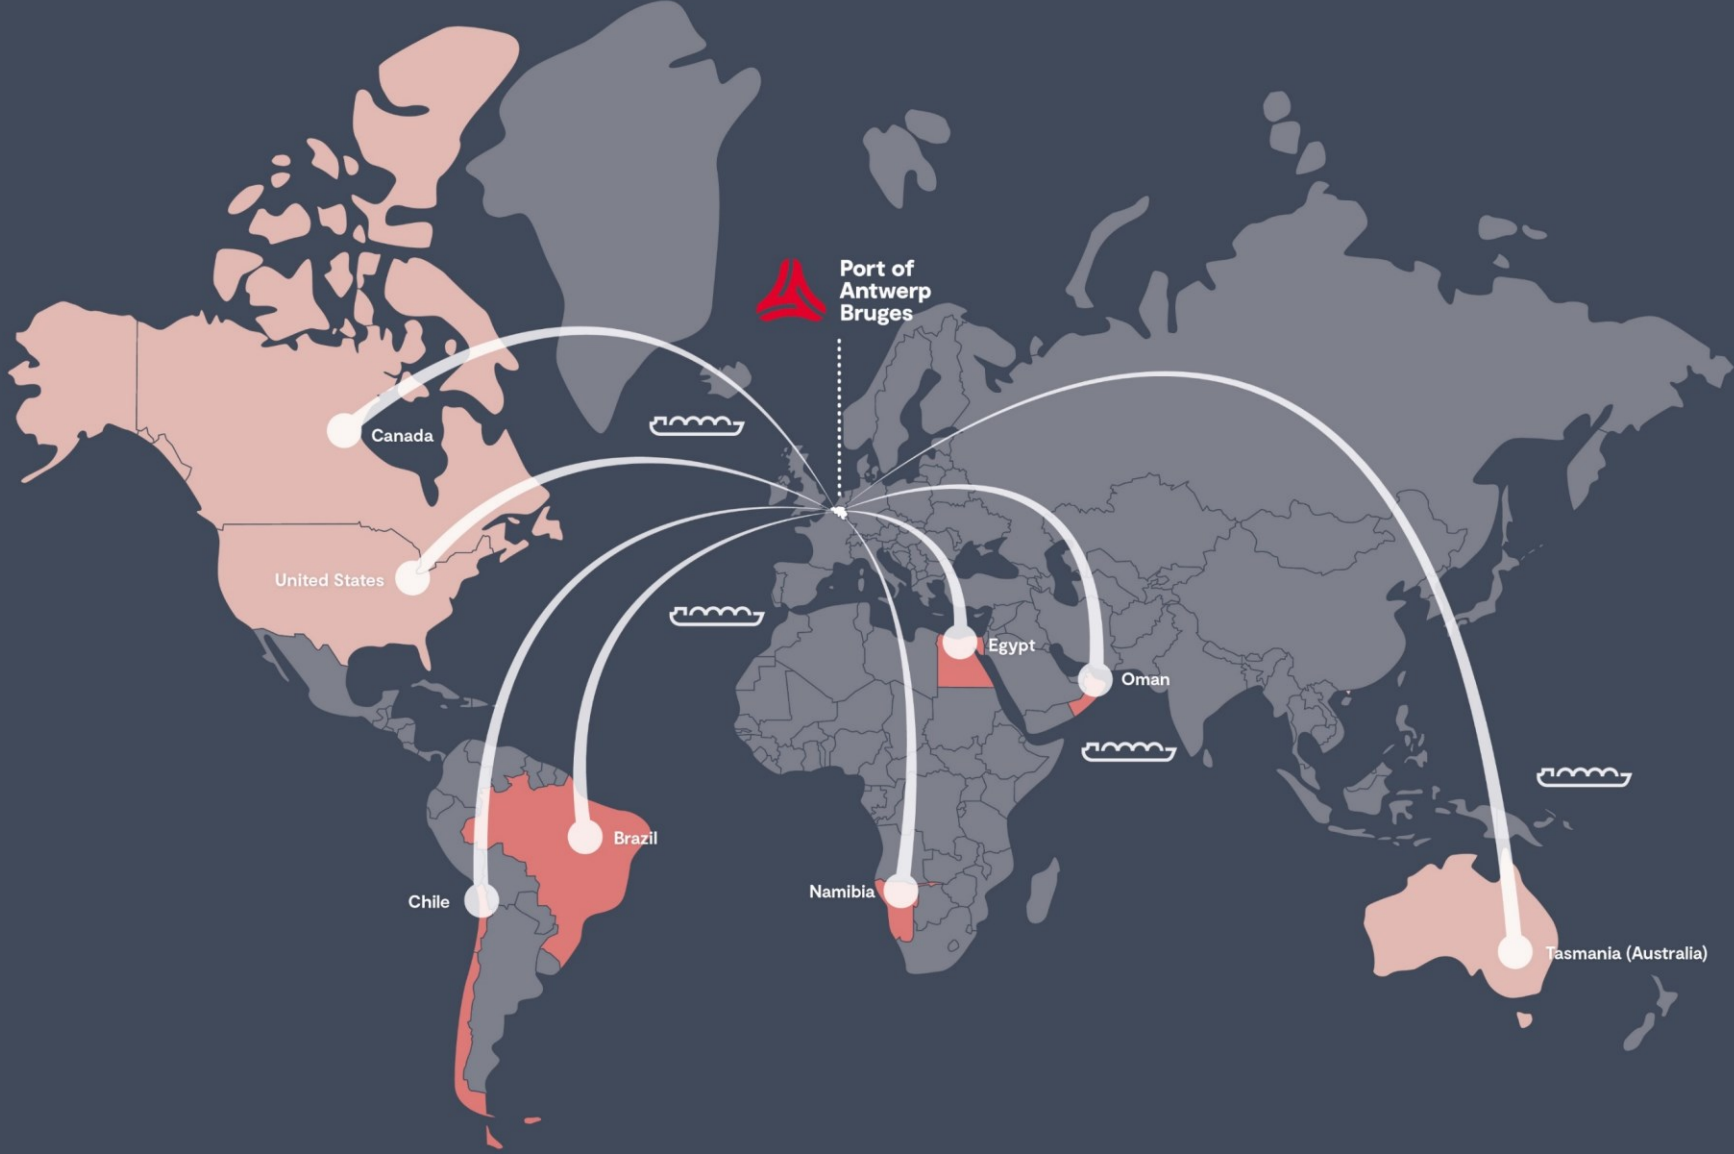 Port of
Antwerp
Bruges
Canada
United States
Egypt
Oman
Brazil
Namibia
Chile
Tasmania (Australia)